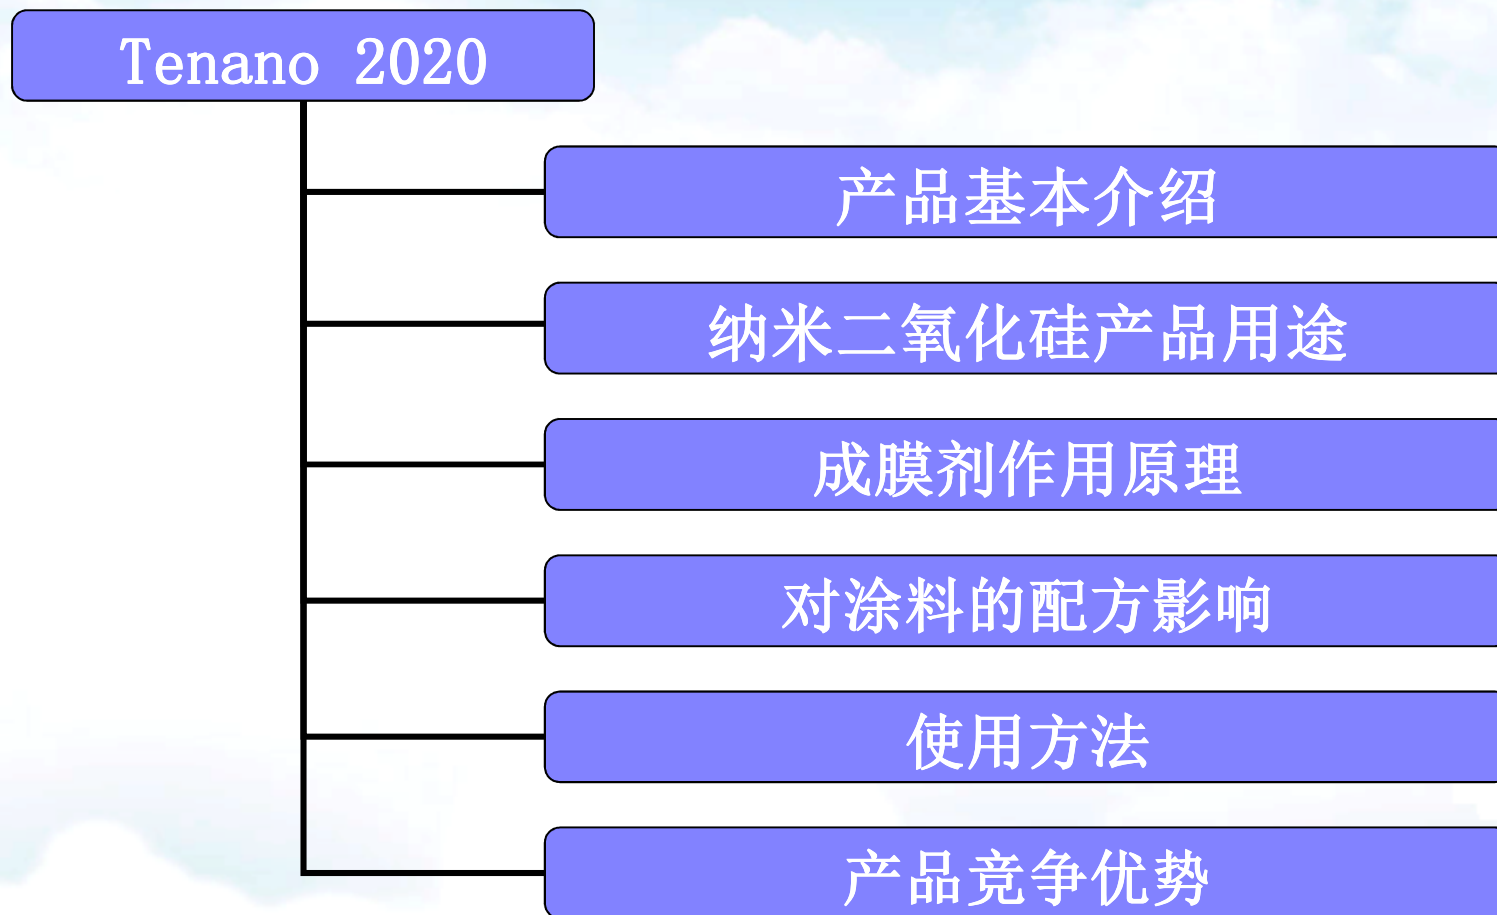 Tenano 2020
产品基本介绍
纳米二氧化硅产品用途
成膜剂作用原理
对涂料的配方影响
使用方法
产品竞争优势